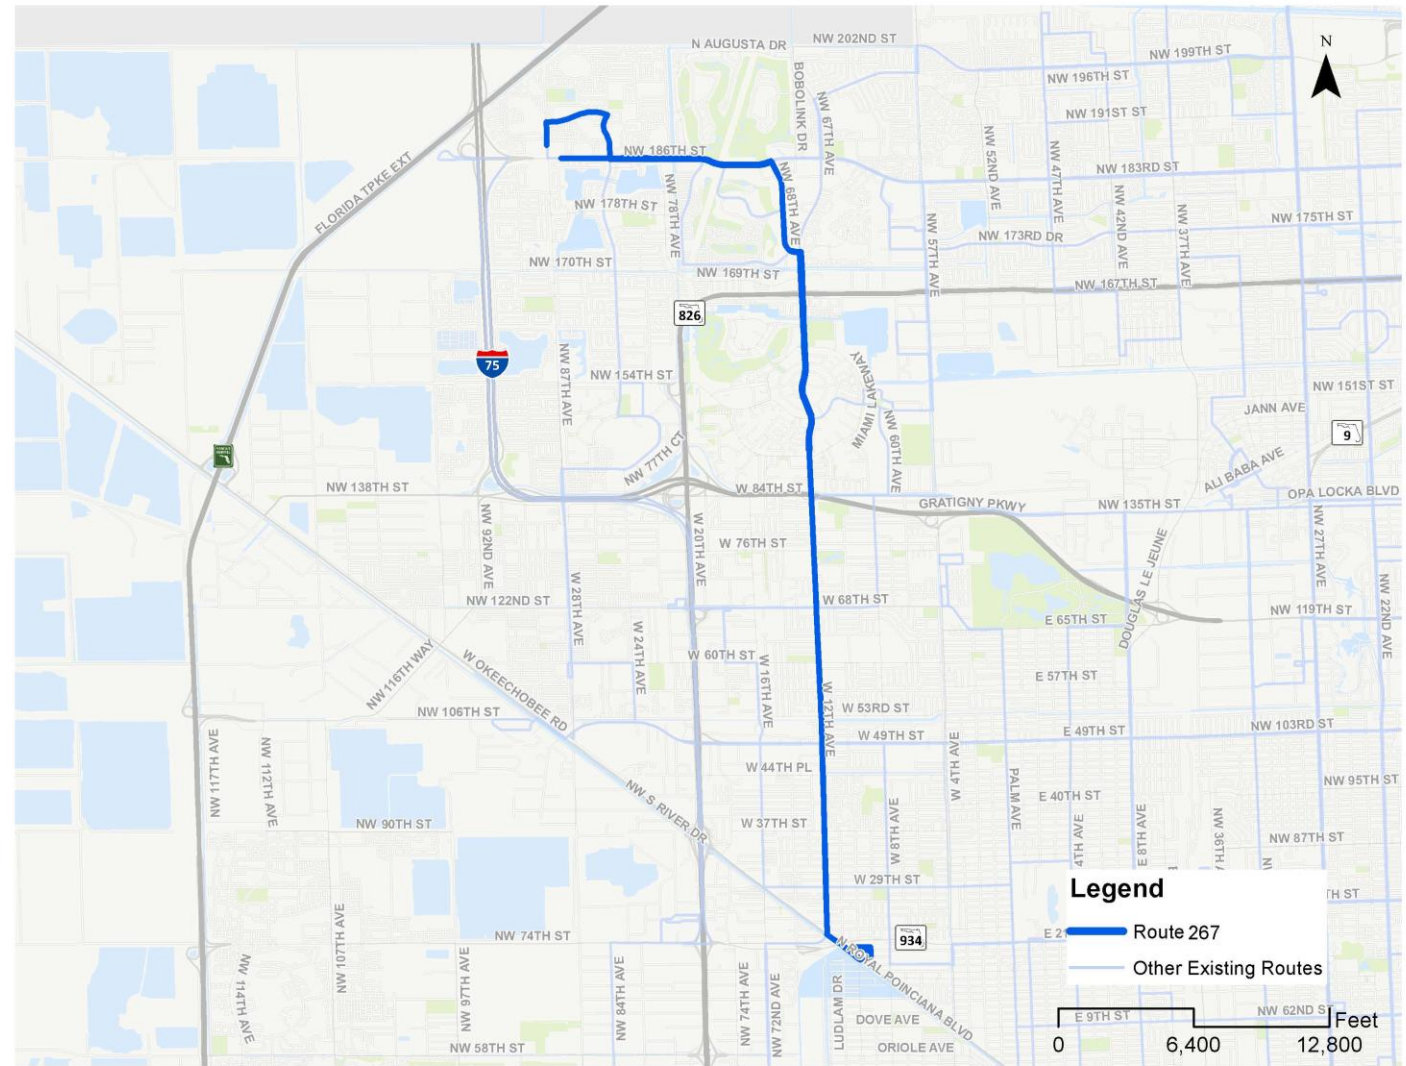 N AUGUSTA DR
NW 202ND ST
N
NW 199TH ST
NW 196TH ST
BOBOLINK DR
NW 67TH AVE
NW 191ST ST
NW 52ND AVE
NW 47TH AVE
NW 186TH ST
FLORIDA TPKE EXT
NW 183RD ST
NW 78TH AVE
NW 68TH AVE
NW 42ND AVE
NW 37TH AVE
NW 178TH ST
NW 57TH AVE
NW 175TH ST
NW 173RD DR
NW 170TH ST
NW 169TH ST
NW 167TH ST
826
75
NW 87TH AVE
NW 154TH ST
MIAMI LAKEWAY
NW 151ST ST
JANN AVE
NW 60TH AVE
9
NW 77TH CT
ALI BABA AVE
NW 138TH ST
W 84TH ST
GRATIGNY PKWY
NW 135TH ST
OPA LOCKA BLVD
NW 92ND AVE
W 20TH AVE
W 76TH ST
NW 27TH AVE
DOUGLAS LE JEUNE
NW 22ND AVE
W 28TH AVE
NW 122ND ST
W 68TH ST
NW 119TH ST
E 65TH ST
W 24TH AVE
NW 116TH WAY
W OKEECHOBEE RD
W 60TH ST
W 16TH AVE
E 57TH ST
W 12TH AVE
W 53RD ST
NW 106TH ST
NW 103RD ST
W 49TH ST
E 49TH ST
NW 117TH AVE
NW 112TH AVE
W 4TH AVE
W 44TH PL
PALM AVE
NW 95TH ST
NW S RIVER DR
E 40TH ST
NW 90TH ST
W 37TH ST
W 8TH AVE
4TH AVE
E 8TH AVE
NW 36TH AV
NW 87TH ST
W 29TH ST
Legend
TH ST
NW 107TH AVE
NW 74TH ST
934
E 21
Route 267
N ROYAL POINCIANA BLVD
Other Existing Routes
NW 114TH AVE
NW 97TH AVE
NW 84TH AVE
NW 74TH AVE
NW 72ND AVE
LUDLAM DR
DOVE AVE
E 9TH ST
NW 62ND ST
Feet
NW 58TH ST
ORIOLE AVE
0
6,400
12,800